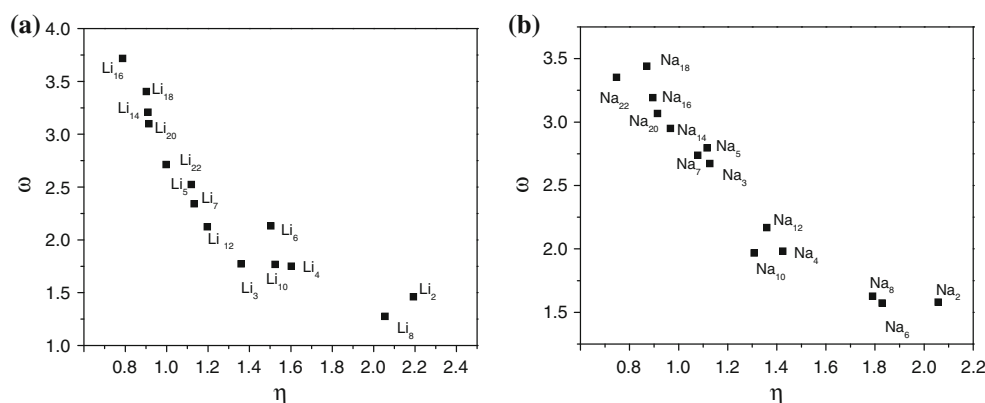 (a)
4.0
3.5
3.0
2.5
2.0
1.5
1.0
ω
Li16
Li18
Li14
Li20
Li22
Li5
Li7
Li12
Li6
Li3
Li10
Li4
Li2
Li8
0.8 1.0 1.2 1.4 1.6 1.8 2.0 2.2 2.4
η
(b)
3.5
3.0
2.5
2.0
1.5
ω
Na18
Na22
Na16
Na20
Na14
Na5
Na7
Na3
Na12
Na10
Na4
Na8
Na2
Na6
0.6 0.8 1.0 1.2 1.4 1.6 1.8 2.0 2.2
η